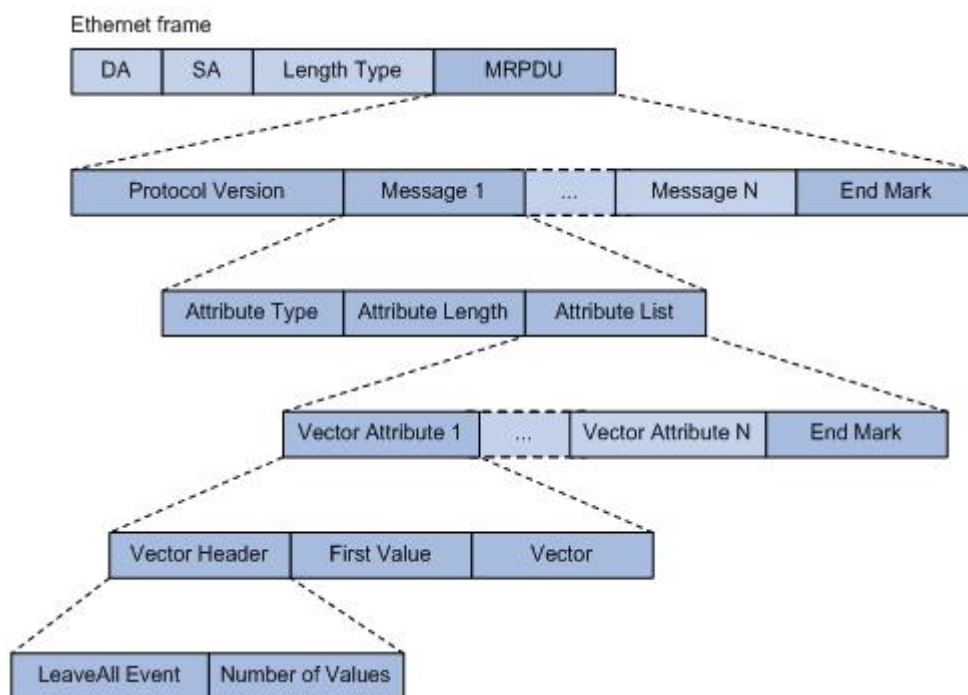 Ethernet frame
DA SA Length Type MRPDU
Protocol Version Message 1 ... Message N End Mark
Attribute Type Attribute Length Attribute List
Vector Attribute 1 ... Vector Attribute N End Mark
Vector Header First Value Vector
LeaveAll Event Number of Values